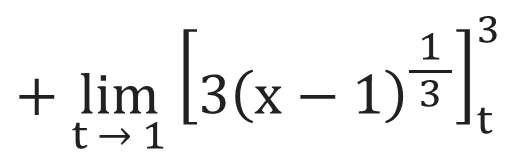 + lim t → 1 [3(x − 1)^{1/3}]_t^3